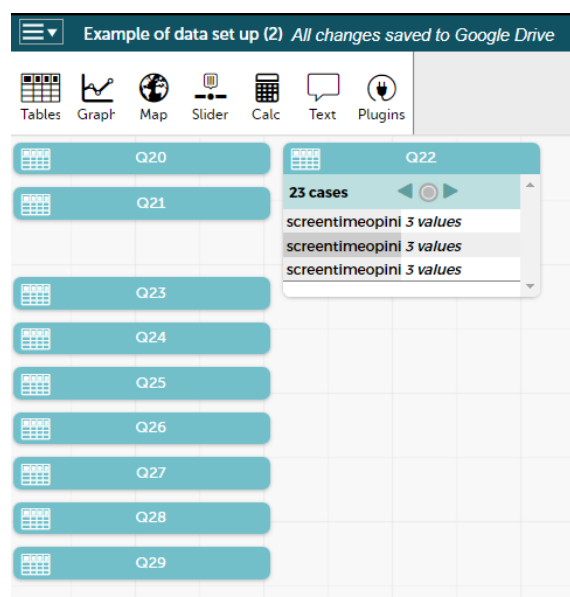 Example of data set up (2) All changes saved to Google Drive
Tables Graph Map Slider Calc Text Plugins
Q20
Q21
Q22
23 cases
screentimeopini 3 values
screentimeopini 3 values
screentimeopini 3 values
Q23
Q24
Q25
Q26
Q27
Q28
Q29